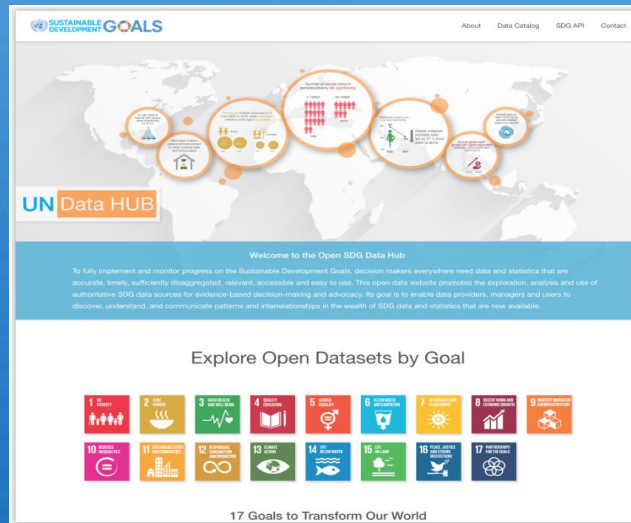 SUSTAINABLE
DEVELOPMENT GOALS
About Data Catalog SDG API Contact
Number of people living in
UN Data HUB
Welcome to the Open SDG Data Hub
To fully implement and monitor progress on the Sustainable Development Goals, decision makers everywhere need data and statistics that are
accurate, timely, sufficiently disaggregated, relevant, accessible and easy to use. This open data website promotes the exploration, analysis and use of
authoritative SDG data sources for evidence-based decision-making and advocacy. Its goal is to enable data providers, managers and users to
discover, understand, and communicate patterns and interrelationships in the wealth of SDG data and statistics that are now available.
Explore Open Datasets by Goal
1 NO POVERTY
2 ZERO HUNGER
3 GOOD HEALTH AND WELL-BEING
4 QUALITY EDUCATION
5 GENDER EQUALITY
6 CLEAN WATER AND SANITATION
7 AFFORDABLE AND CLEAN ENERGY
8 DECENT WORK AND ECONOMIC GROWTH
9 INDUSTRY, INNOVATION AND INFRASTRUCTURE
10 REDUCED INEQUALITIES
11 SUSTAINABLE CITIES AND COMMUNITIES
12 RESPONSIBLE CONSUMPTION AND PRODUCTION
13 CLIMATE ACTION
14 LIFE BELOW WATER
15 LIFE ON LAND
16 PEACE, JUSTICE AND STRONG INSTITUTIONS
17 PARTNERSHIPS FOR THE GOALS
17 Goals to Transform Our World